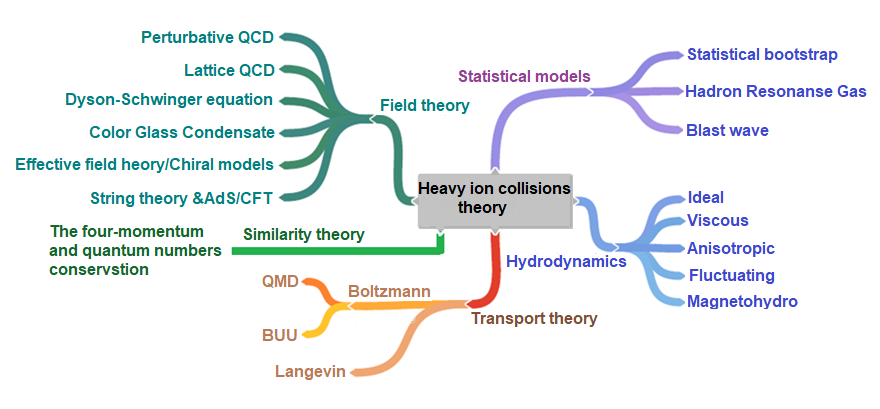 Perturbative QCD
Lattice QCD
Dyson-Schwinger equation
Color Glass Condensate
Effective field heory/Chiral models
String theory &AdS/CFT
Field theory
Statistical models
Statistical bootstrap
Hadron Resonanse Gas
Blast wave
Heavy ion collisions
theory
The four-momentum
and quantum numbers
conservstion
Similarity theory
Hydrodynamics
Ideal
Viscous
Anisotropic
Fluctuating
Magnetohydro
QMD
Boltzmann
BUU
Langevin
Transport theory